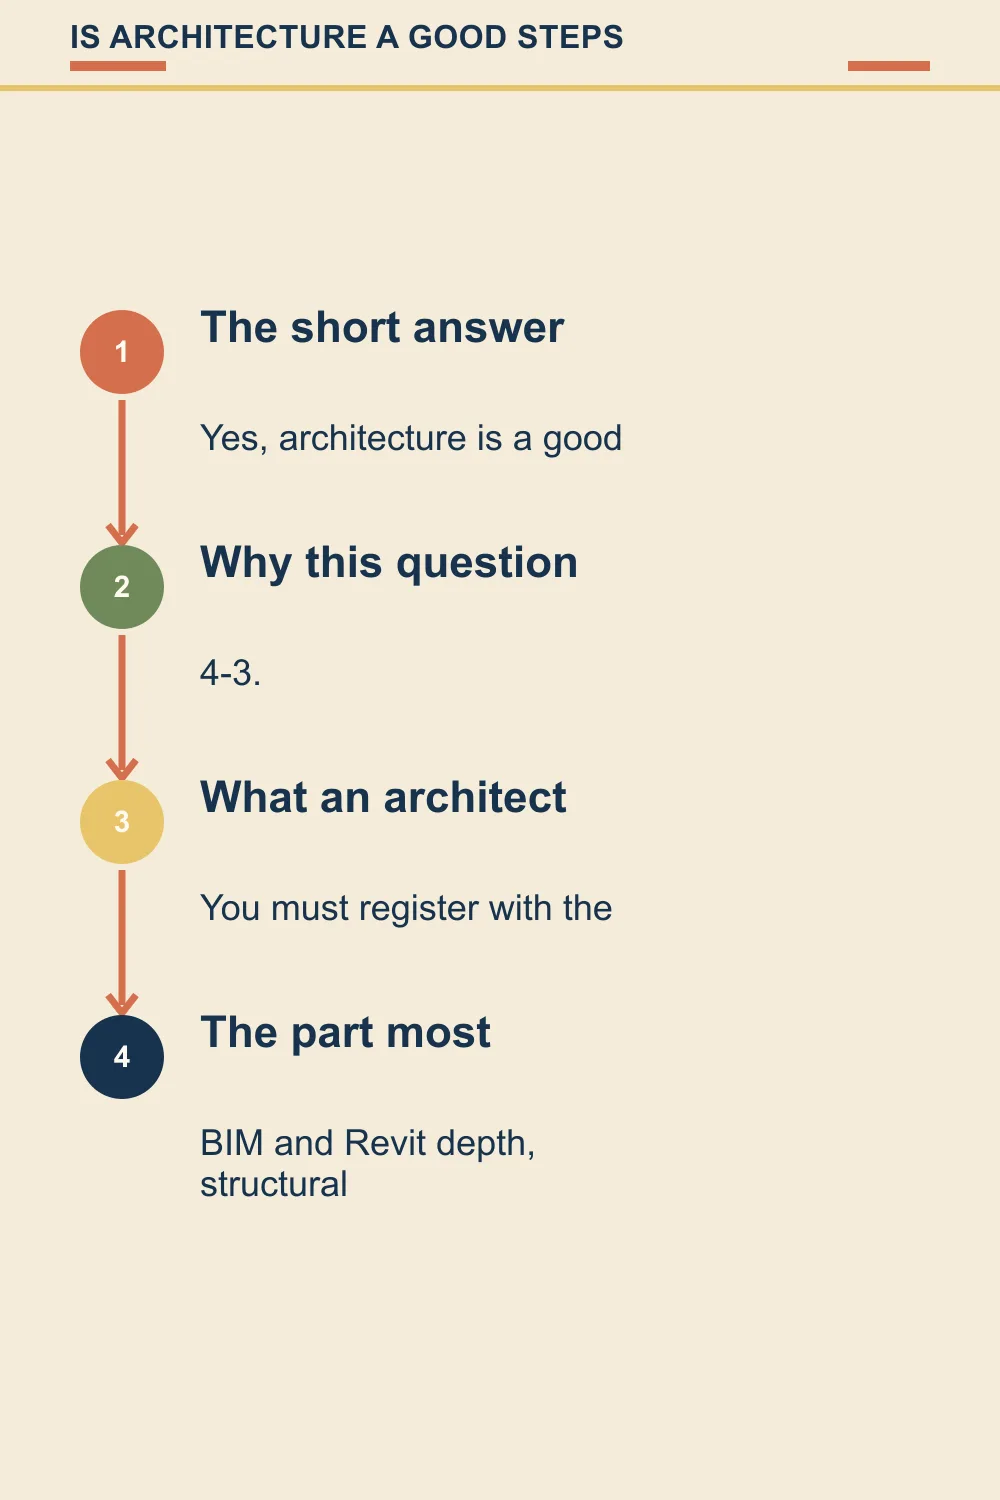 IS ARCHITECTURE A GOOD STEPS
1
The short answer
Yes, architecture is a good
2
Why this question
4-3.
3
What an architect
You must register with the
4
The part most
BIM and Revit depth,
structural